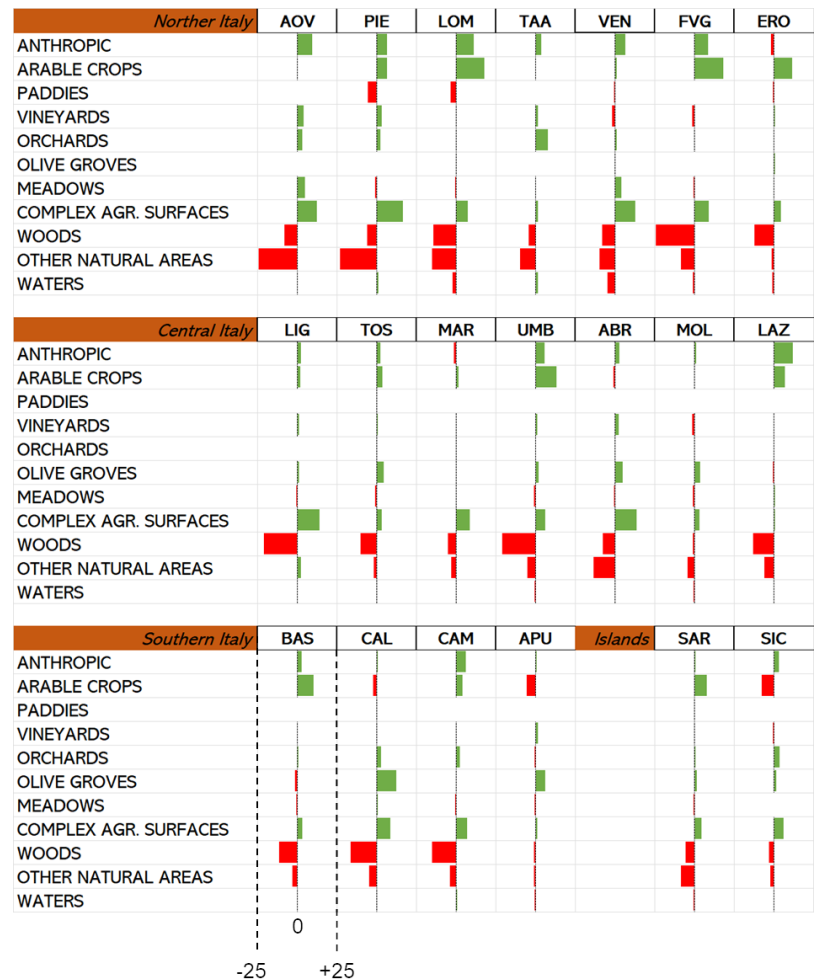 Norther Italy AOV PIE LOM TAA VEN FVG ERO
ANTHROPIC
ARABLE CROPS
PADDIES
VINEYARDS
ORCHARDS
OLIVE GROVES
MEADOWS
COMPLEX AGR. SURFACES
WOODS
OTHER NATURAL AREAS
WATERS
Central Italy LIG TOS MAR UMB ABR MOL LAZ
ANTHROPIC
ARABLE CROPS
PADDIES
VINEYARDS
ORCHARDS
OLIVE GROVES
MEADOWS
COMPLEX AGR. SURFACES
WOODS
OTHER NATURAL AREAS
WATERS
Southern Italy BAS CAL CAM APU Islands SAR SIC
ANTHROPIC
ARABLE CROPS
PADDIES
VINEYARDS
ORCHARDS
OLIVE GROVES
MEADOWS
COMPLEX AGR. SURFACES
WOODS
OTHER NATURAL AREAS
WATERS
0
-25 +25